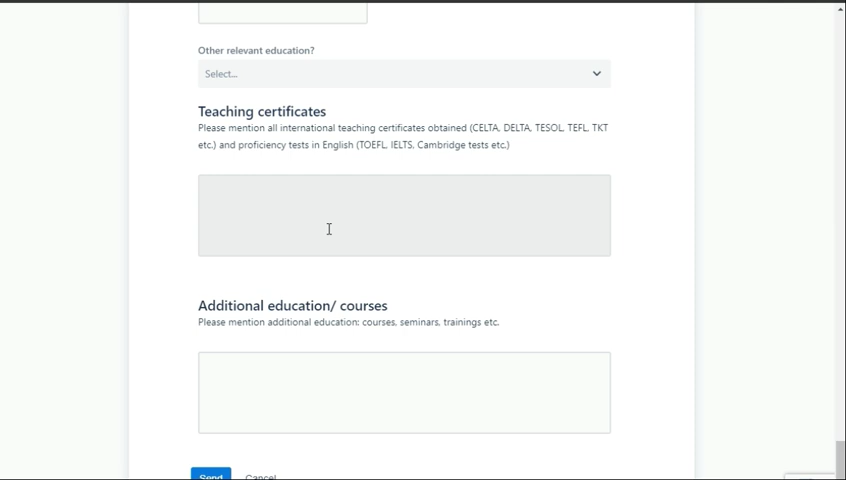 Other relevant education?
Select...
Teaching certificates
Please mention all international teaching certificates obtained (CELTA, DELTA, TESOL, TEFL, TKT
etc.) and proficiency tests in English (TOEFL, IELTS, Cambridge tests etc.)
Additional education/ courses
Please mention additional education: courses, seminars, trainings etc.
Send
Cancel